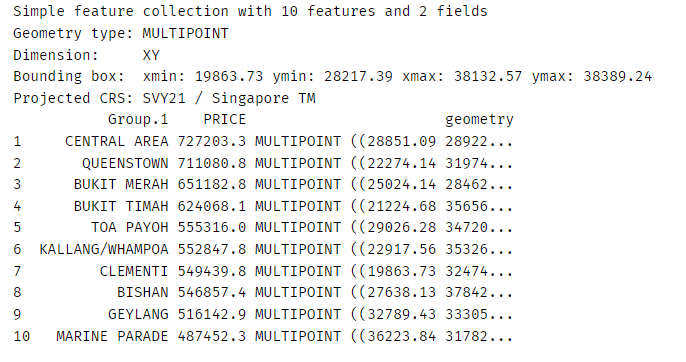 Simple feature collection with 10 features and 2 fields
Geometry type: MULTIPOINT
Dimension:     XY
Bounding box:  xmin: 19863.73 ymin: 28217.39 xmax: 38132.57 ymax: 38389.24
Projected CRS: SVY21 / Singapore TM
           Group.1    PRICE                       geometry
1     CENTRAL AREA 727203.3 MULTIPOINT ((28851.09 28922...
2       QUEENSTOWN 711080.8 MULTIPOINT ((22274.14 31974...
3      BUKIT MERAH 651182.8 MULTIPOINT ((25024.14 28462...
4      BUKIT TIMAH 624068.1 MULTIPOINT ((21224.68 35656...
5        TOA PAYOH 555316.0 MULTIPOINT ((29026.28 34720...
6  KALLANG/WHAMPOA 552847.8 MULTIPOINT ((22917.56 35326...
7         CLEMENTI 549439.8 MULTIPOINT ((19863.73 32474...
8           BISHAN 546857.4 MULTIPOINT ((27638.13 37842...
9          GEYLANG 516142.9 MULTIPOINT ((32789.43 33305...
10   MARINE PARADE 487452.3 MULTIPOINT ((36223.84 31782...